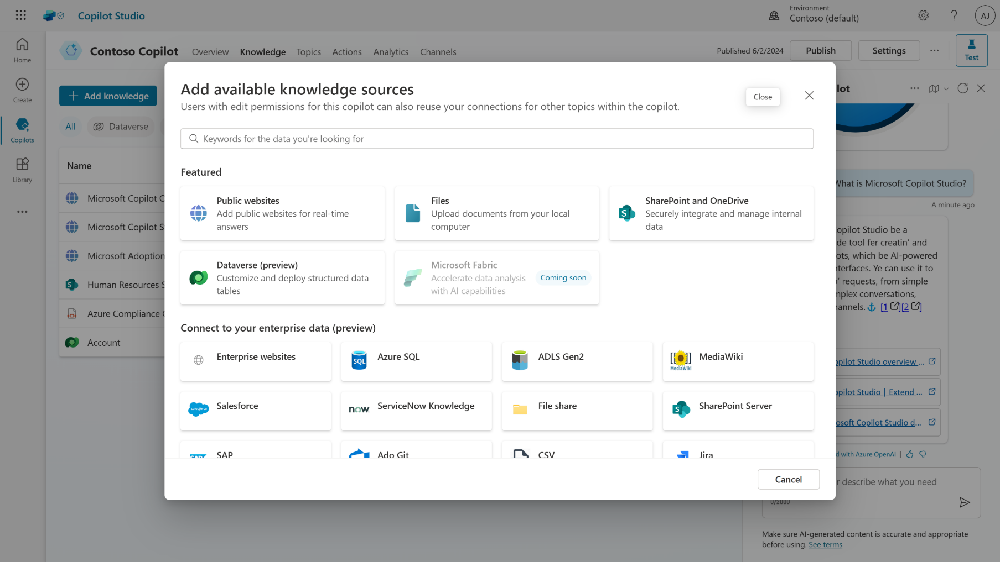 Copilot Studio
Environment
Contoso (default)
AJ
Home
Create
Copilots
Library
Contoso Copilot
Overview
Knowledge
Topics
Actions
Analytics
Channels
Published 6/2/2024
Publish
Settings
Test
Add knowledge
All
Dataverse
Name
Microsoft Copilot
Microsoft Copilot
Microsoft Adoption
Human Resources
Azure Compliance
Account
Add available knowledge sources
Users with edit permissions for this copilot can also reuse your connections for other topics within the copilot.
Close
Keywords for the data you're looking for
Featured
Public websites
Add public websites for real-time
answers
Files
Upload documents from your local
computer
SharePoint and OneDrive
Securely integrate and manage internal
data
Dataverse (preview)
Customize and deploy structured data
tables
Microsoft Fabric
Accelerate data analysis
with AI capabilities
Coming soon
Connect to your enterprise data (preview)
Enterprise websites
SQL
Azure SQL
ADLS Gen2
MediaWiki
MediaWiki
salesforce
Salesforce
now.
ServiceNow Knowledge
File share
SharePoint Server
SAP
Ado Git
CSV
Jira
Cancel
lot
What is Microsoft Copilot Studio?
A minute ago
opilot Studio be a
de tool fer creatin' and
ots, which be AI-powered
nterfaces. Ye can use it to
o' requests, from simple
mplex conversations,
hannels. ⚓ [1][2]
opilot Studio overview ...
opilot Studio | Extend ...
osoft Copilot Studio d...
d with Azure OpenAI |
r describe what you need
0/2000
Make sure AI-generated content is accurate and appropriate
before using. See terms